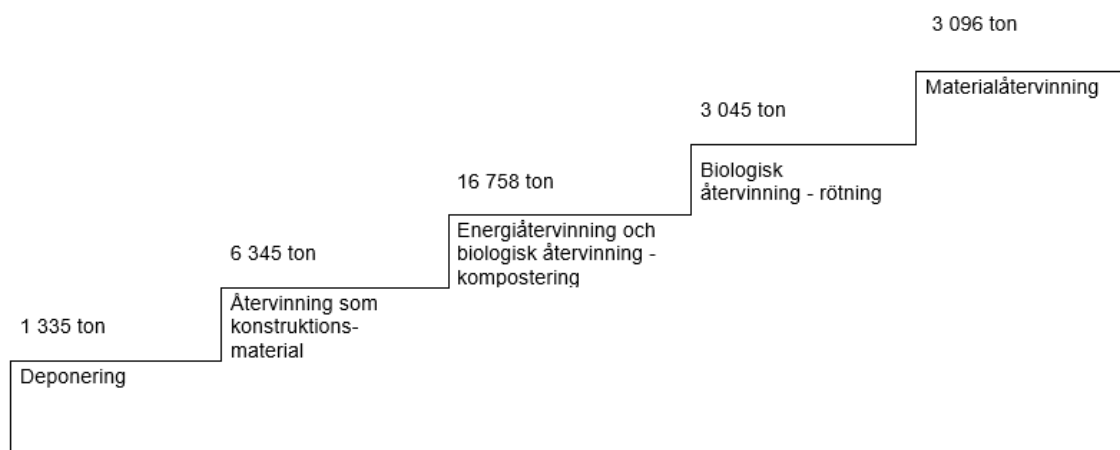 3 096 ton
Materialåtervinning
3 045 ton
Biologisk
återvinning - rötning
16 758 ton
Energiåtervinning och
biologisk återvinning -
kompostering
6 345 ton
Återvinning som
konstruktions-
material
1 335 ton
Deponering